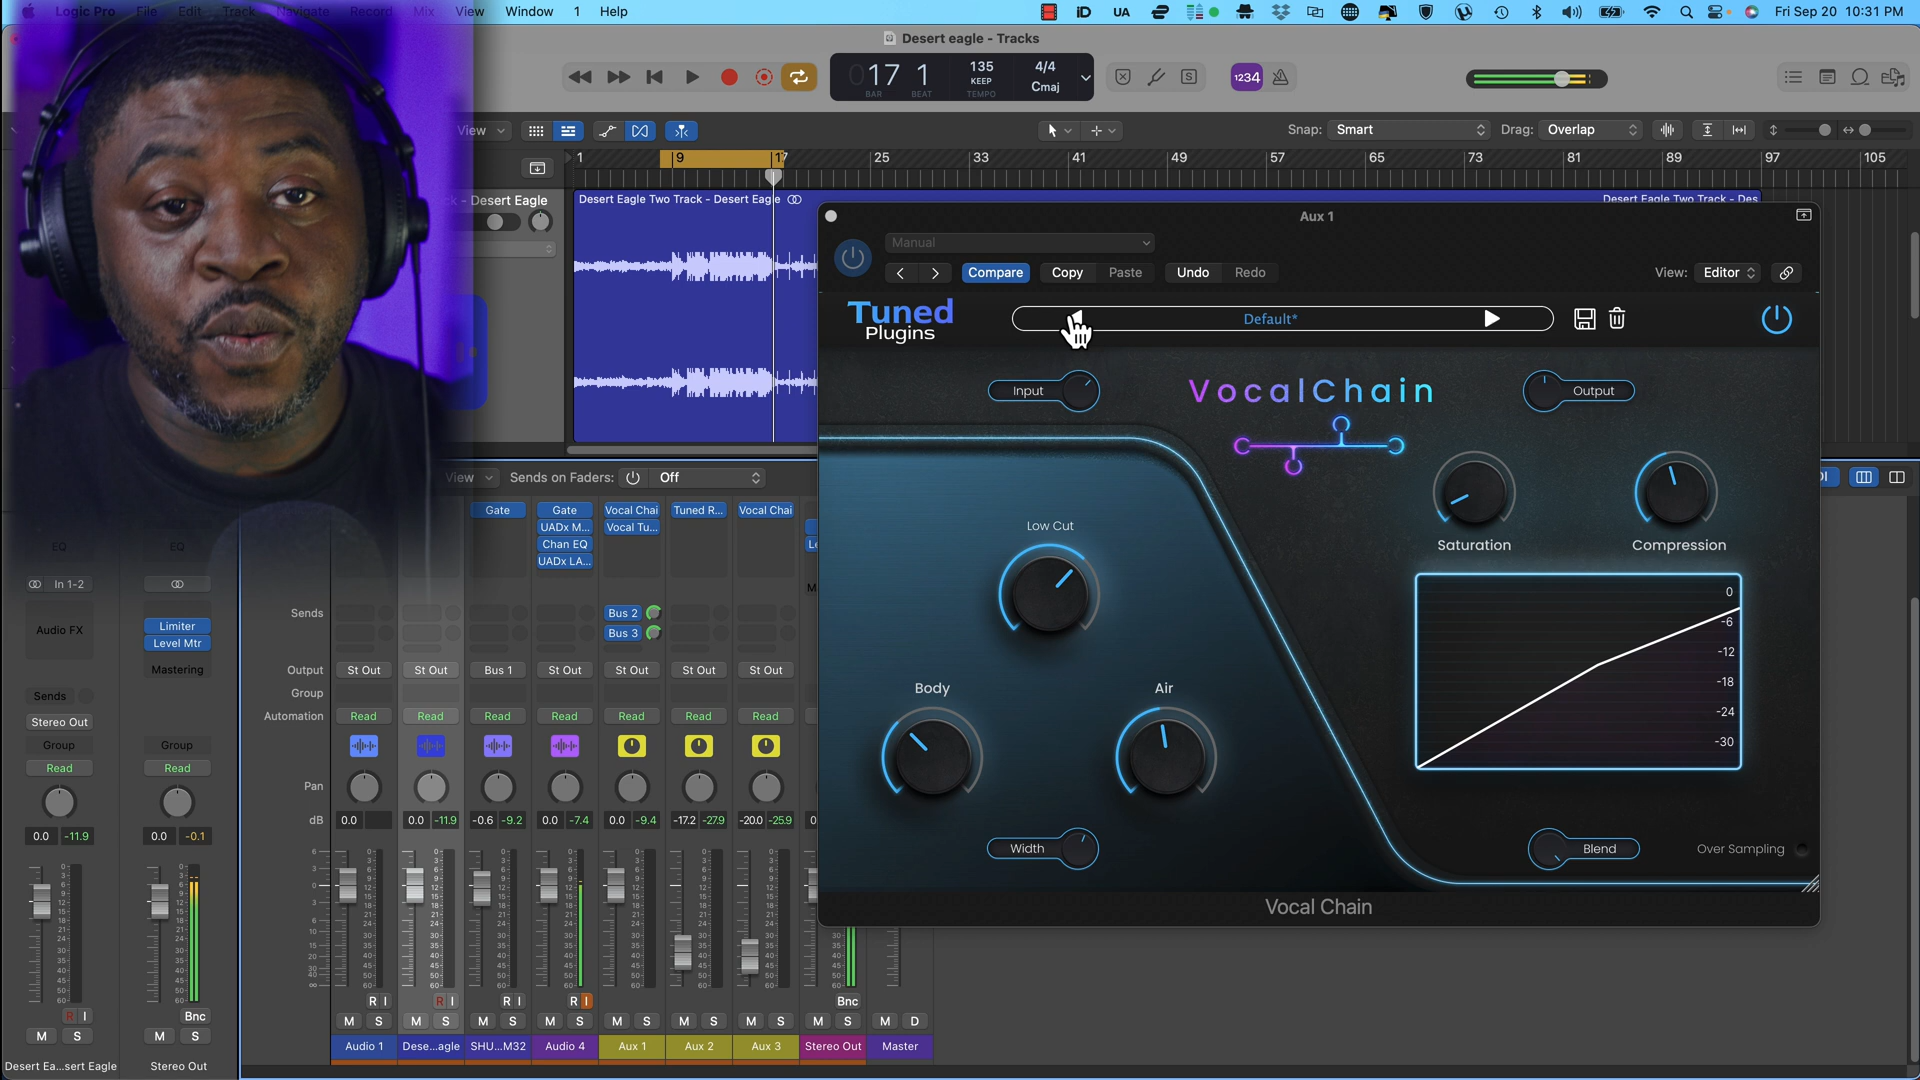 Logic Pro File Edit Track Navigate Record Mix View Window 1 Help
iD UA Fri Sep 20 10:31 PM
Desert eagle - Tracks
017 1 135 4/4
KEEP Cmaj
BAR BEAT TEMPO
1234
View
Snap: Smart Drag: Overlap
1 9 17 25 33 41 49 57 65 73 81 89 97 105
k - Desert Eagle
Desert Eagle Two Track - Desert Eagle
Desert Eagle Two Track - Des
Aux 1
Manual
Compare Copy Paste Undo Redo
View: Editor
Tuned
Plugins
Default*
Input
VocalChain
Output
Saturation
Compression
Low Cut
Body
Air
0
-6
-12
-18
-24
-30
Width
Blend
Over Sampling
Vocal Chain
View Sends on Faders: Off
Gate Gate Vocal Chai Tuned R... Vocal Chai
UADx M... Vocal Tu...
Chan EQ
UADx LA...
EQ EQ
In 1-2
Audio FX
Limiter
Level Mtr
Mastering
Sends Bus 2
Bus 3
Output St Out St Out Bus 1 St Out St Out St Out St Out
Group
Automation Read Read Read Read Read Read Read
Sends
Stereo Out
Group Group
Read Read
Pan
dB 0.0 0.0 -11.9 -0.6 -9.2 0.0 -7.4 0.0 -9.4 -17.2 -27.9 -20.0 -25.9
0.0 -11.9 0.0 -0.1
R I R I R I R I Bnc
M S M S M S M S M S M S M S M S M D
R I Bnc
M S M S
Audio 1 Dese...agle SHU...M32 Audio 4 Aux 1 Aux 2 Aux 3 Stereo Out Master
Desert Ea...sert Eagle Stereo Out